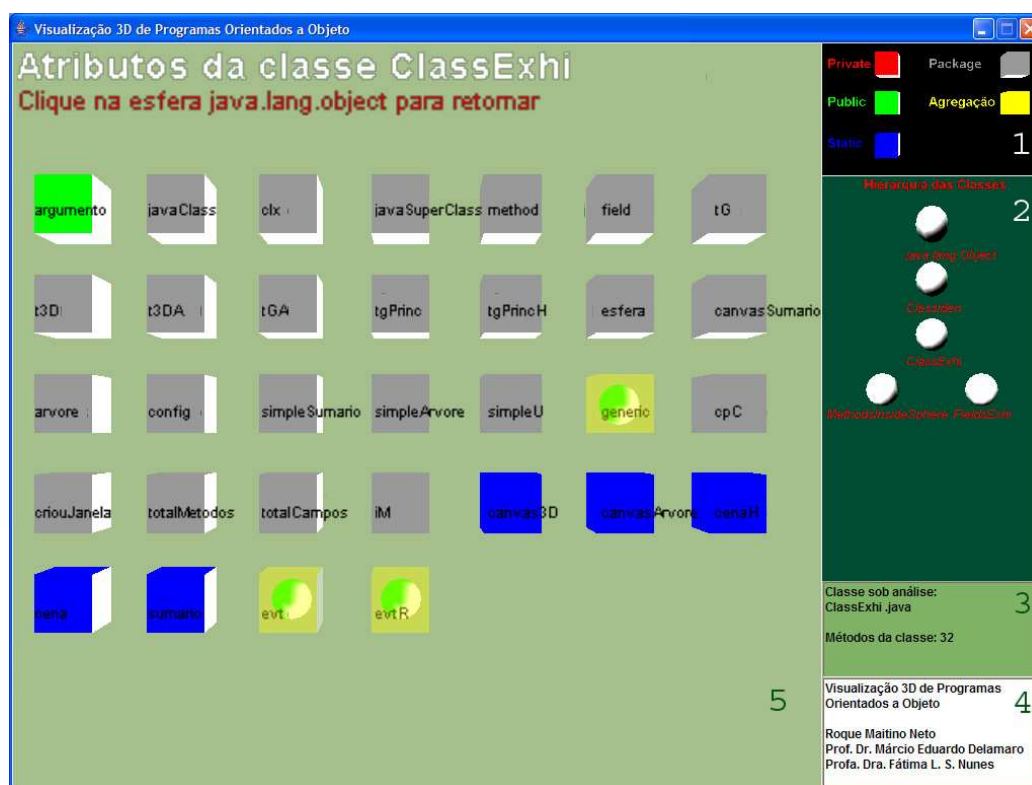 Visualização 3D de Programas Orientados a Objeto
Atributos da classe ClassExhi
Clique na esfera java.lang.object para retornar
argumento javaClass clx javaSuperClass method field tG
t3D t3DA tGA tgPrinc tgPrincH esfera canvasSumario
arvore config simpleSumario simpleArvore simpleU generic cpC
criouJanela totalMetodos totalCampos iM canvas3D canvasArvore cenaH
cena sumario evt evtR
5
Private Package
Public Agregação
Static 1
Hierarquia das Classes
2
java.lang.Object
ClassIden
ClassExhi
MethodsInsideSphere FieldsExhi
Classe sob análise:
ClassExhi .java
3
Métodos da classe: 32
Visualização 3D de Programas
Orientados a Objeto
4
Roque Maitino Neto
Prof. Dr. Márcio Eduardo Delamaro
Profa. Dra. Fátima L. S. Nunes